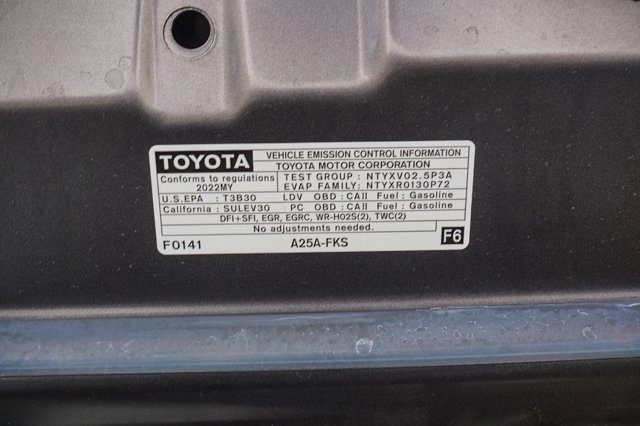 TOYOTA VEHICLE EMISSION CONTROL INFORMATION
TOYOTA MOTOR CORPORATION
Conforms to regulations TEST GROUP : NTYXV02.5P3A
2022MY EVAP FAMILY: NTYXR0130P72
U.S.EPA : T3B30 LDV OBD : CAII Fuel : Gasoline
California : SULEV30 PC OBD : CAII Fuel : Gasoline
DFI+SFI, EGR, EGRC, WR-HO2S(2), TWC(2)
No adjustments needed.
F0141 A25A-FKS F6